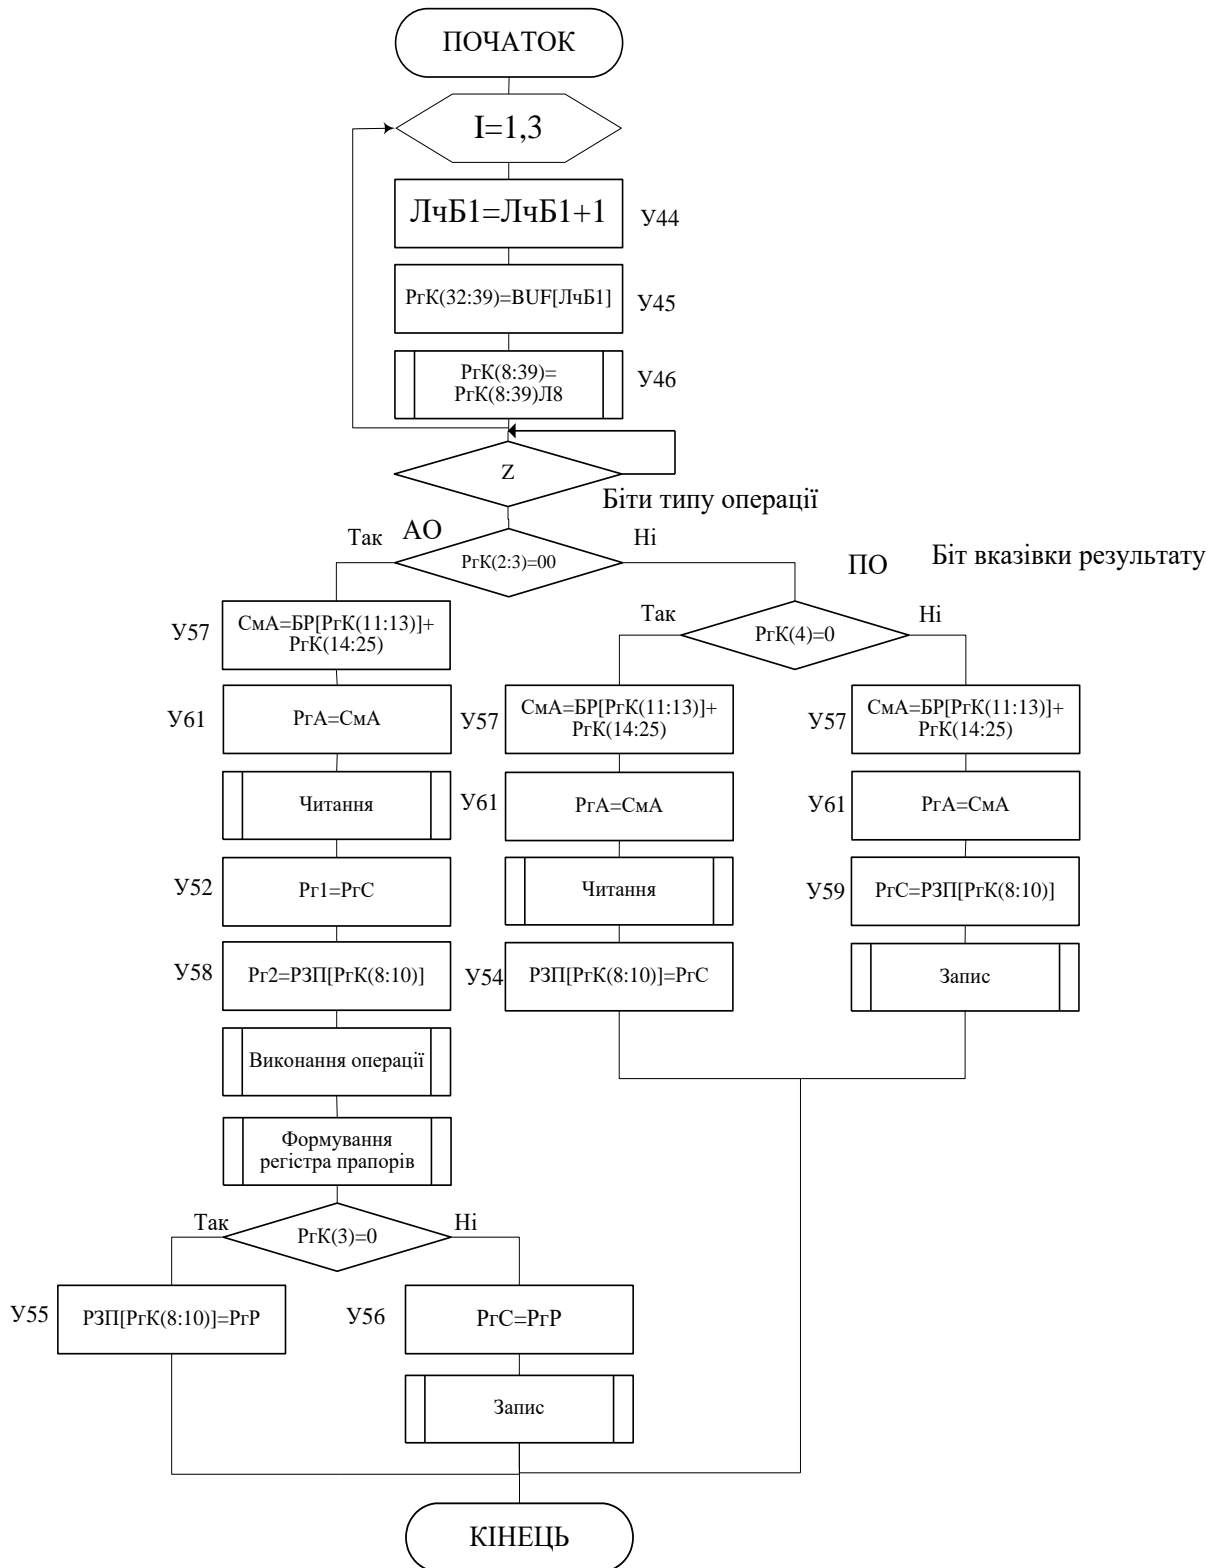 ПОЧАТОК
I=1,3
ЛчБ1=ЛчБ1+1
У44
РгК(32:39)=BUF[ЛчБ1]
У45
РгК(8:39)=
РгК(8:39)Л8
У46
Z
Біти типу операції
Так
АО
Ні
РгК(2:3)=00
ПО
Біт вказівки результату
У57
СмА=БР[РгК(11:13)]+
РгК(14:25)
Так
РгК(4)=0
Ні
У61
РгА=СмА
У57
СмА=БР[РгК(11:13)]+
РгК(14:25)
У57
СмА=БР[РгК(11:13)]+
РгК(14:25)
Читання
У61
РгА=СмА
У61
РгА=СмА
У52
Рг1=РгС
Читання
У59
РгС=РЗП[РгК(8:10)]
У58
Рг2=РЗП[РгК(8:10)]
У54
РЗП[РгК(8:10)]=РгС
Запис
Виконання операції
Формування
регістра прапорів
Так
РгК(3)=0
Ні
У55
РЗП[РгК(8:10)]=РгР
У56
РгС=РгР
Запис
КІНЕЦЬ